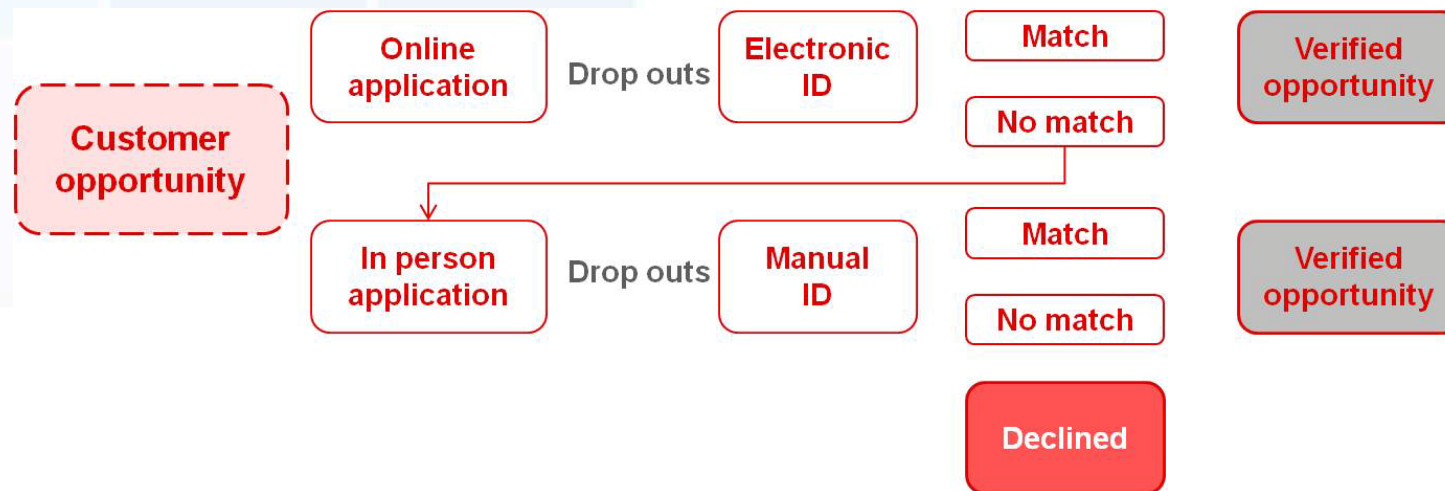 Customer
opportunity
Online
application
Drop outs
Electronic
ID
Match
No match
Verified
opportunity
In person
application
Drop outs
Manual
ID
Match
No match
Verified
opportunity
Declined